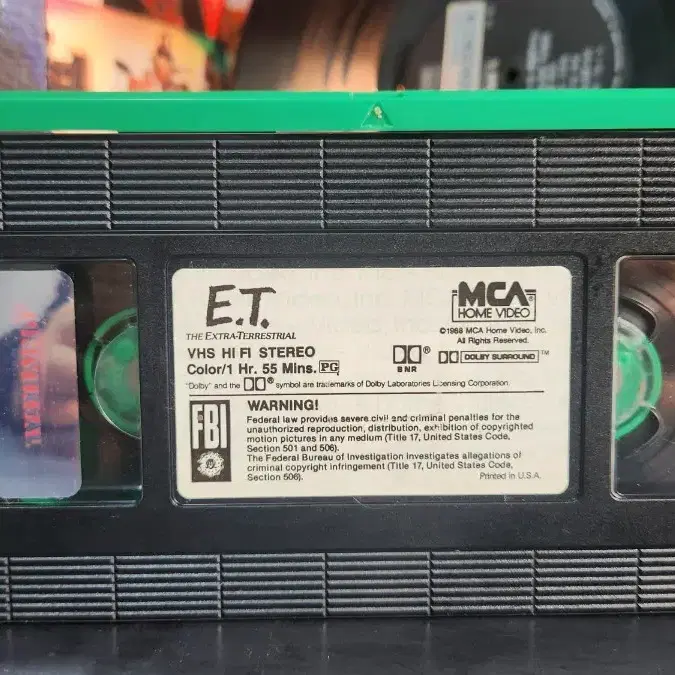 E.T.
THE EXTRA-TERRESTRIAL
MCA®
HOME VIDEO
©1988 MCA Home Video, Inc.
All Rights Reserved.
VHS HI FI STEREO
Color/1 Hr. 55 Mins. PG
®
B NR
DOLBY SURROUND™
"Dolby" and the ® symbol are trademarks of Dolby Laboratories Licensing Corporation.
FBI
WARNING!
Federal law provides severe civil and criminal penalties for the
unauthorized reproduction, distribution, exhibition of copyrighted
motion pictures in any medium (Title 17, United States Code,
Section 501 and 506).
The Federal Bureau of Investigation investigates allegations of
criminal copyright infringement (Title 17, United States Code,
Section 506).
Printed in U.S.A.